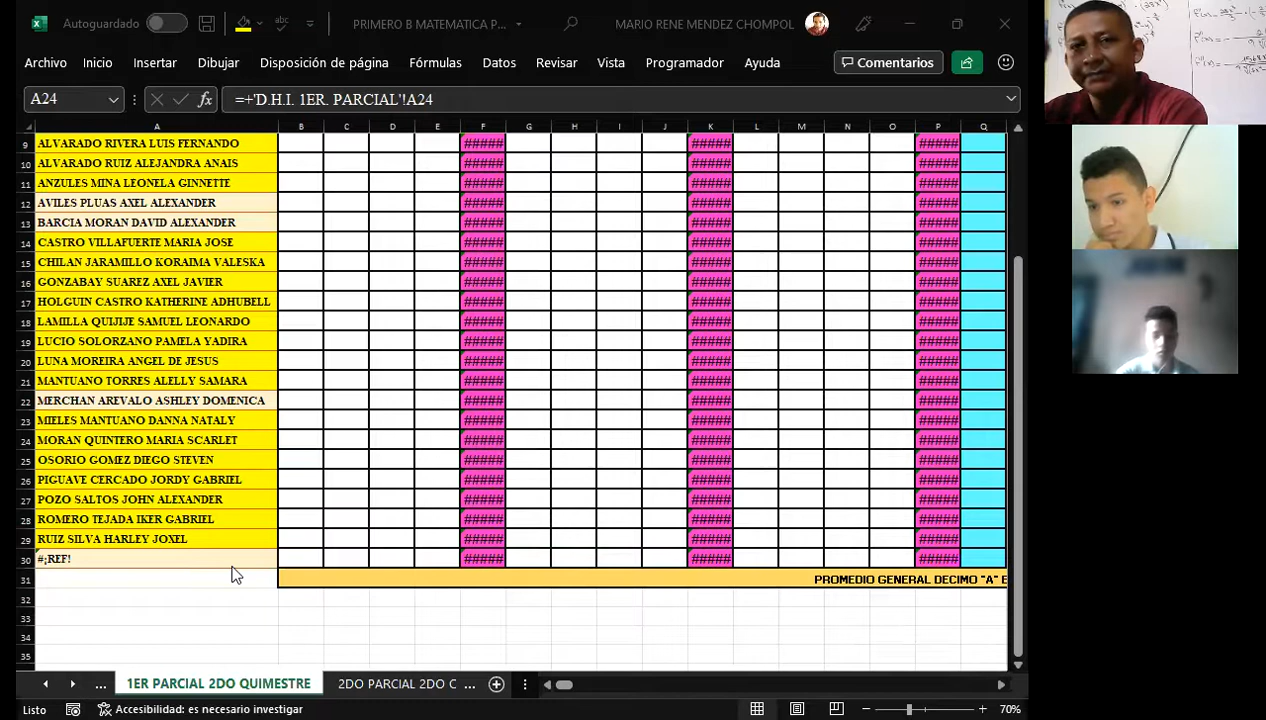 Autoguardado
PRIMERO B MATEMATICA P...
MARIO RENE MENDEZ CHOMPOL
Archivo Inicio Insertar Dibujar Disposición de página Fórmulas Datos Revisar Vista Programador Ayuda Comentarios
A24 fx =+'D.H.I. 1ER. PARCIAL'!A24
A B C D E F G H I J K L M N O P Q
9 ALVARADO RIVERA LUIS FERNANDO ##### ##### #####
10 ALVARADO RUIZ ALEJANDRA ANAIS ##### ##### #####
11 ANZULES MINA LEONELA GINNETTE ##### ##### #####
12 AVILES PLUAS AXEL ALEXANDER ##### ##### #####
13 BARCIA MORAN DAVID ALEXANDER ##### ##### #####
14 CASTRO VILLAFUERTE MARIA JOSE ##### ##### #####
15 CHILAN JARAMILLO KORAIMA VALESKA ##### ##### #####
16 GONZABAY SUAREZ AXEL JAVIER ##### ##### #####
17 HOLGUIN CASTRO KATHERINE ADHUBELL ##### ##### #####
18 LAMILLA QUIJIJE SAMUEL LEONARDO ##### ##### #####
19 LUCIO SOLORZANO PAMELA YADIRA ##### ##### #####
20 LUNA MOREIRA ANGEL DE JESUS ##### ##### #####
21 MANTUANO TORRES ALELLY SAMARA ##### ##### #####
22 MERCHAN AREVALO ASHLEY DOMENICA ##### ##### #####
23 MIELES MANTUANO DANNA NATALY ##### ##### #####
24 MORAN QUINTERO MARIA SCARLET ##### ##### #####
25 OSORIO GOMEZ DIEGO STEVEN ##### ##### #####
26 PIGUAVE CERCADO JORDY GABRIEL ##### ##### #####
27 POZO SALTOS JOHN ALEXANDER ##### ##### #####
28 ROMERO TEJADA IKER GABRIEL ##### ##### #####
29 RUIZ SILVA HARLEY JOXEL ##### ##### #####
30 #¡REF! ##### ##### #####
31 PROMEDIO GENERAL DECIMO "A" E
32
33
34
35
... 1ER PARCIAL 2DO QUIMESTRE 2DO PARCIAL 2DO C ...
Listo Accesibilidad: es necesario investigar 70%